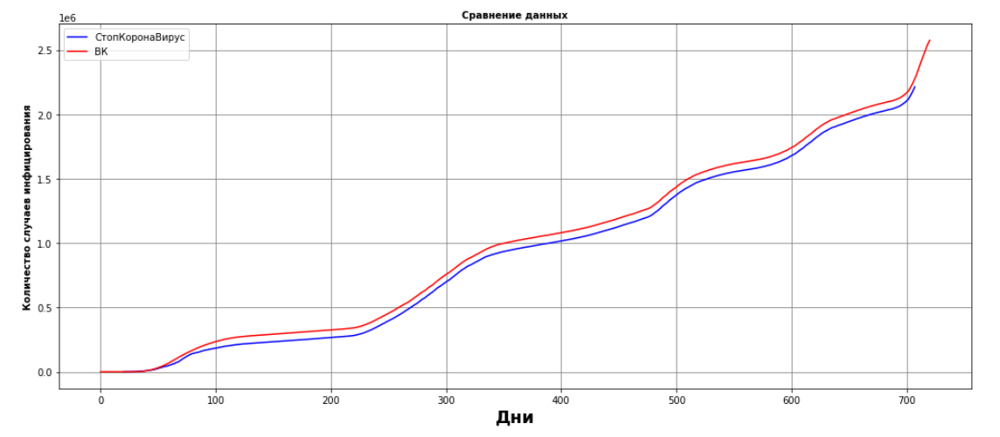 Сравнение данных
1e6
СтопКоронаВирус
ВК
2.5
2.0
1.5
1.0
0.5
0.0
Количество случаев инфицирования
0 100 200 300 400 500 600 700
Дни